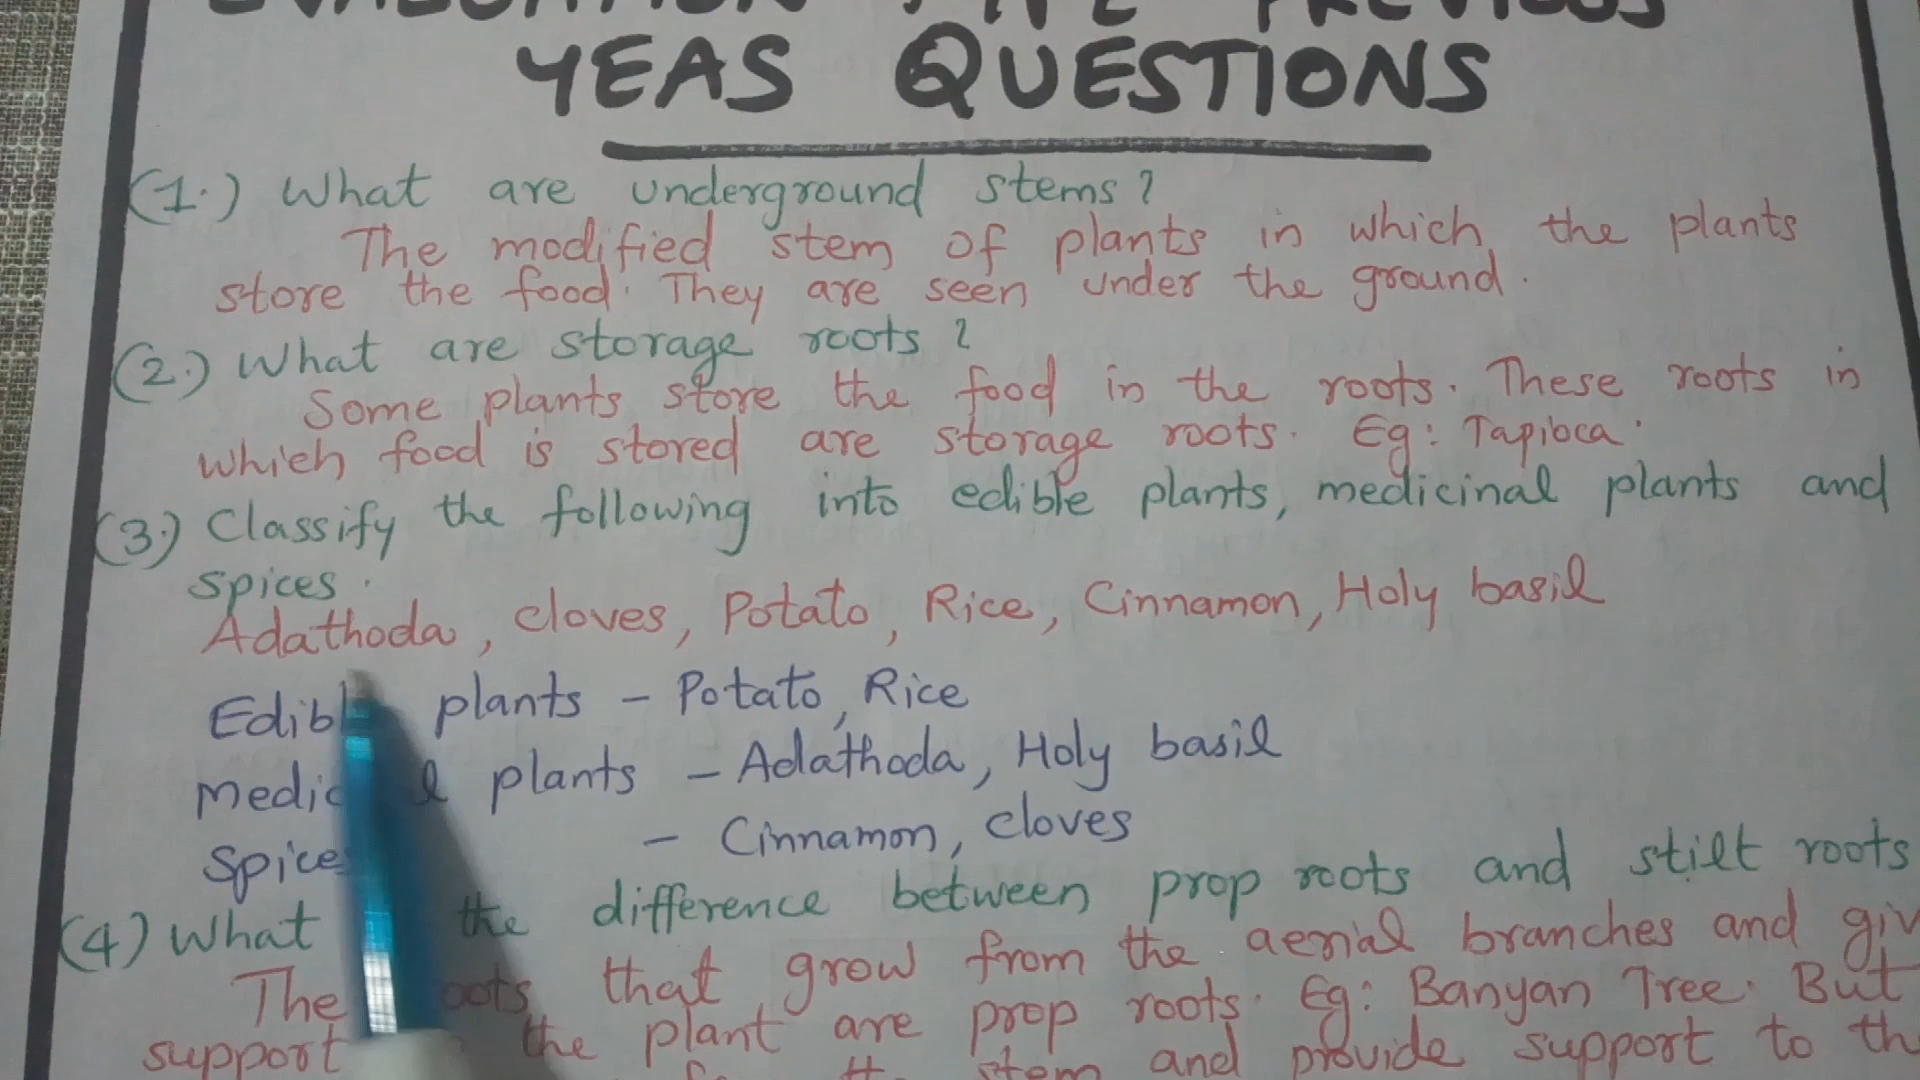 YEAS QUESTIONS
(1.) What are underground stems?
The modified stem of plants in which the plants
store the food. They are seen under the ground.
(2.) What are storage roots?
Some plants store the food in the roots. These roots in
which food is stored are storage roots. Eg: Tapioca.
(3.) Classify the following into edible plants, medicinal plants and
spices.
Adathoda, cloves, Potato, Rice, Cinnamon, Holy basil
plants - Potato, Rice
plants - Adathoda, Holy basil
- Cinnamon, cloves
(4) What the difference between prop roots and stilt roots
The that grow from the aerial branches and
support the plant are prop roots. Eg: Banyan Tree. But
stem and provide support to